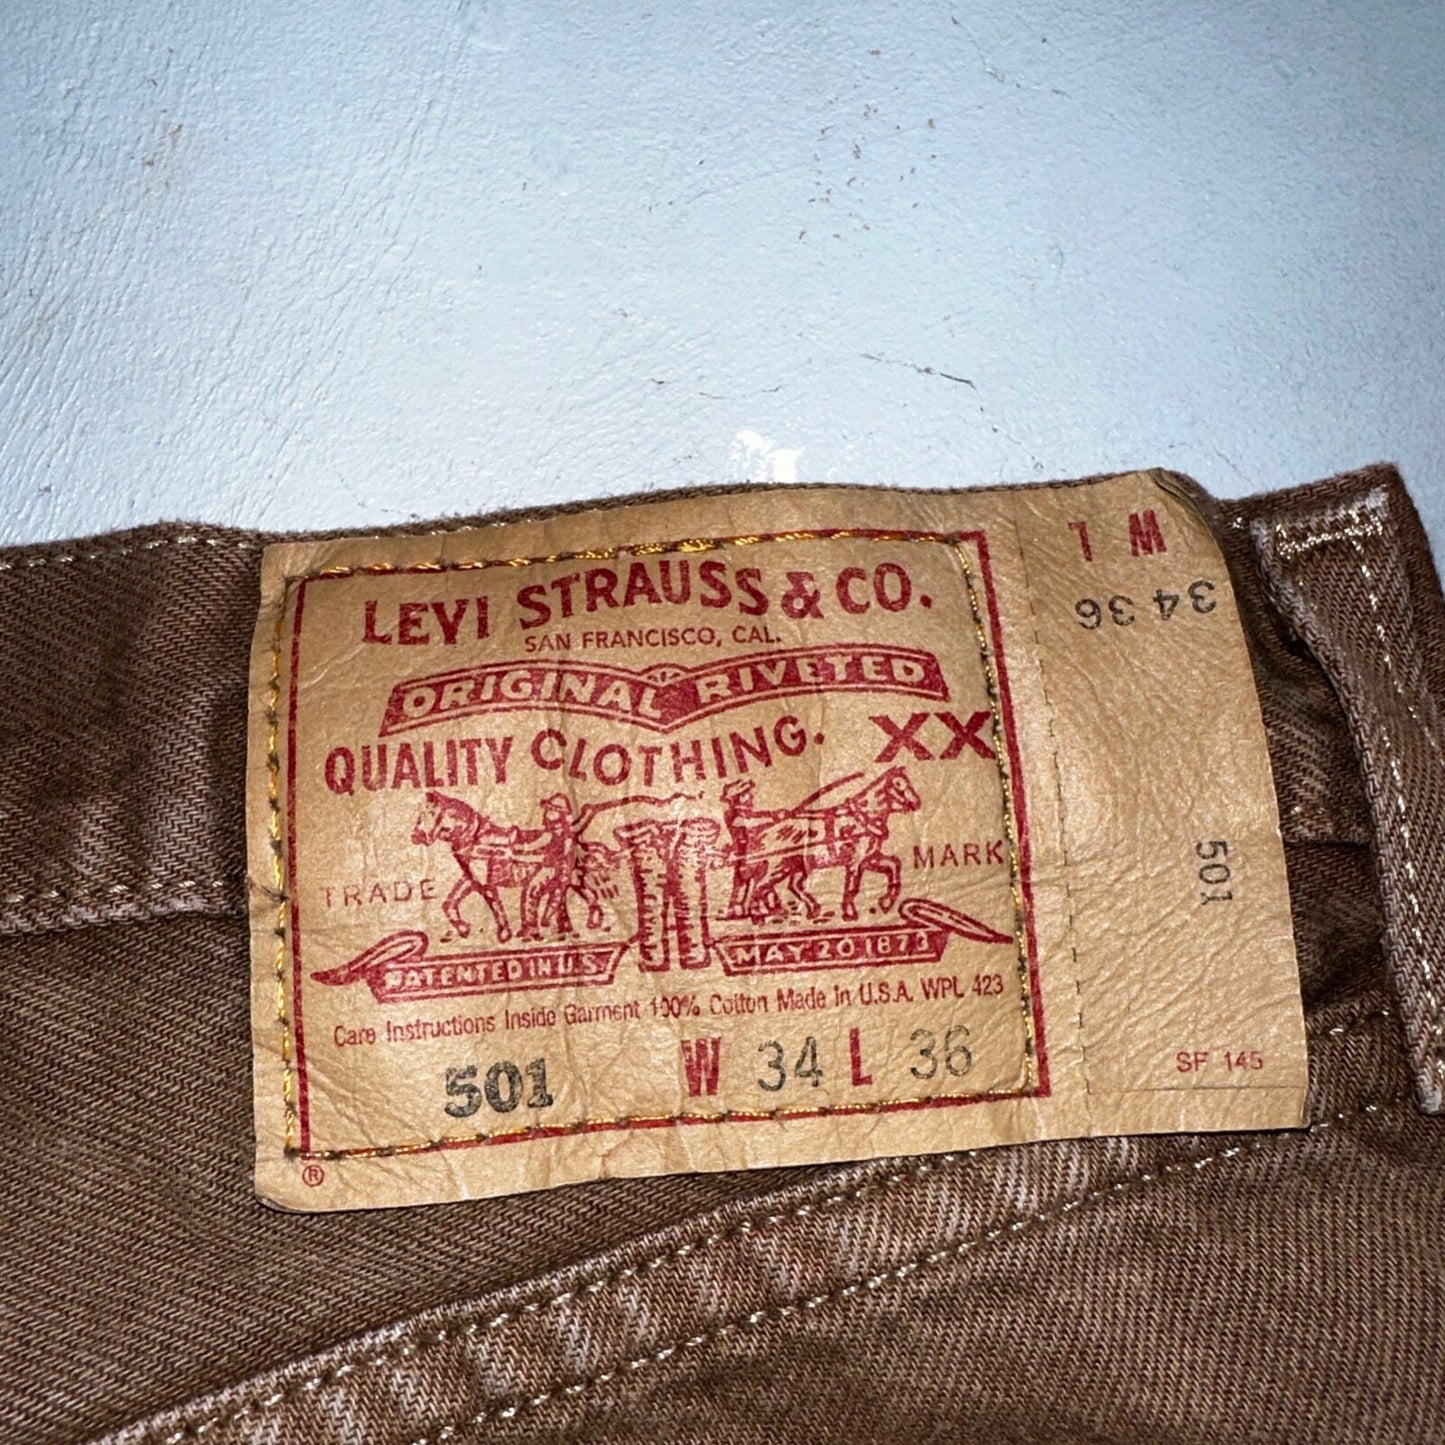 LEVI STRAUSS & CO.
SAN FRANCISCO, CAL.
ORIGINAL RIVETED
QUALITY CLOTHING. XX
TRADE MARK
PATENTED IN U.S. MAY 20 1873
Care Instructions Inside Garment 100% Cotton Made in U.S.A. WPL 423
501 W 34 L 36
®
W L
34 36
501
SF 145